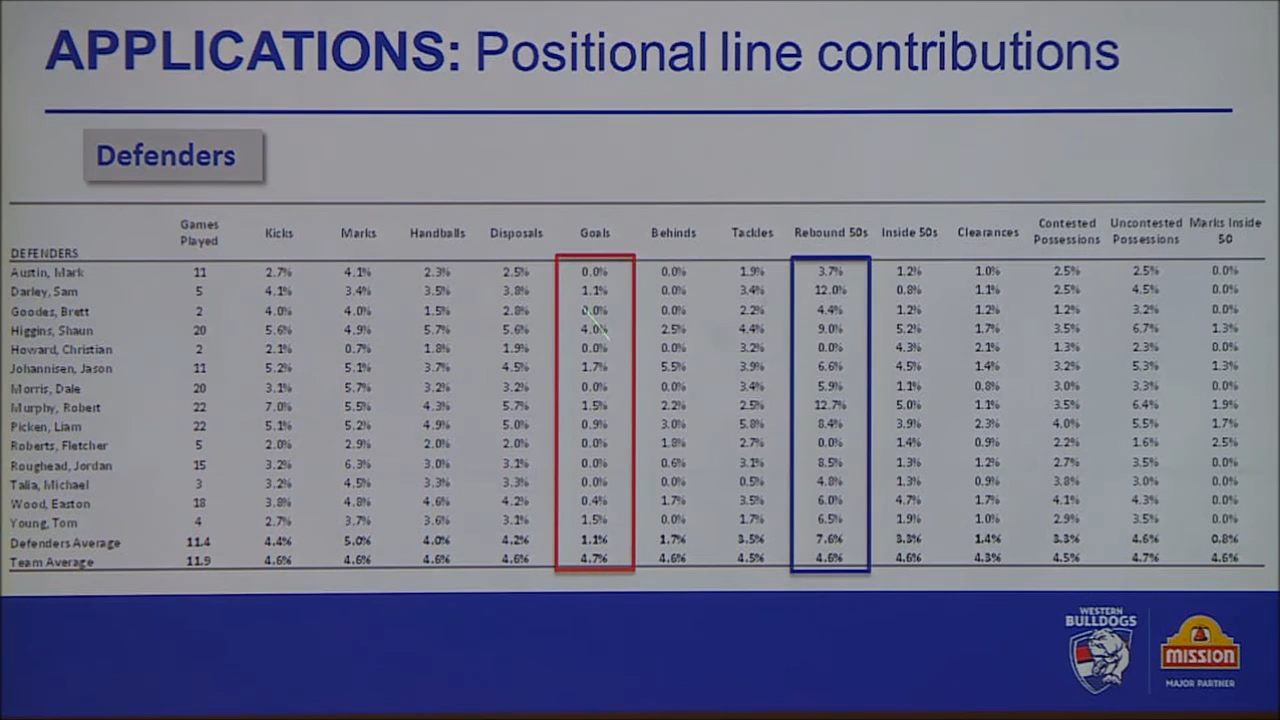 APPLICATIONS: Positional line contributions
Defenders
DEFENDERS Games Played Kicks Marks Handballs Disposals Goals Behinds Tackles Rebound 50s Inside 50s Clearances Contested Possessions Uncontested Possessions Marks Inside 50
Austin, Mark 11 2.7% 4.1% 2.3% 2.5% 0.0% 0.0% 1.9% 3.7% 1.2% 1.0% 2.5% 2.5% 0.0%
Darley, Sam 5 4.1% 3.4% 3.5% 3.8% 1.1% 0.0% 3.4% 12.0% 0.8% 1.1% 2.5% 4.5% 0.0%
Goodes, Brett 2 4.0% 4.0% 1.5% 2.8% 0.0% 0.0% 2.2% 4.4% 1.2% 1.2% 1.2% 3.2% 0.0%
Higgins, Shaun 20 5.6% 4.9% 5.7% 5.6% 4.0% 2.5% 4.4% 9.0% 5.2% 1.7% 3.5% 6.7% 1.3%
Howard, Christian 2 2.1% 0.7% 1.8% 1.9% 0.0% 0.0% 3.2% 0.0% 4.3% 2.1% 1.3% 2.3% 0.0%
Johannisen, Jason 11 5.2% 5.1% 3.7% 4.5% 1.7% 5.5% 3.9% 6.6% 4.5% 1.4% 3.2% 5.3% 1.3%
Morris, Dale 20 3.1% 5.7% 3.2% 3.2% 0.0% 0.0% 3.4% 5.9% 1.1% 0.8% 3.0% 3.3% 0.0%
Murphy, Robert 22 7.0% 5.5% 4.3% 5.7% 1.5% 2.2% 2.5% 12.7% 5.0% 1.1% 3.5% 6.4% 1.9%
Picken, Liam 22 5.1% 5.2% 4.9% 5.0% 0.9% 3.0% 5.8% 8.4% 3.9% 2.3% 4.0% 5.5% 1.7%
Roberts, Fletcher 5 2.0% 2.9% 2.0% 2.0% 0.0% 1.8% 2.7% 0.0% 1.4% 0.9% 2.2% 1.6% 2.5%
Roughead, Jordan 15 3.2% 6.3% 3.0% 3.1% 0.0% 0.6% 3.1% 8.5% 1.3% 1.2% 2.7% 3.5% 0.0%
Talia, Michael 3 3.2% 4.5% 3.3% 3.3% 0.0% 0.0% 0.5% 4.8% 1.3% 0.9% 3.8% 3.0% 0.0%
Wood, Easton 18 3.8% 4.8% 4.6% 4.2% 0.4% 1.7% 3.5% 6.0% 4.7% 1.7% 4.1% 4.3% 0.0%
Young, Tom 4 2.7% 3.7% 3.6% 3.1% 1.5% 0.0% 1.7% 6.5% 1.9% 1.0% 2.9% 3.5% 0.0%
Defenders Average 11.4 4.4% 5.0% 4.0% 4.2% 1.1% 1.7% 3.5% 7.6% 3.3% 1.4% 3.3% 4.6% 0.8%
Team Average 11.9 4.6% 4.6% 4.6% 4.6% 4.7% 4.6% 4.5% 4.6% 4.6% 4.3% 4.5% 4.7% 4.6%
WESTERN
BULLDOGS
MISSION
MAJOR PARTNER